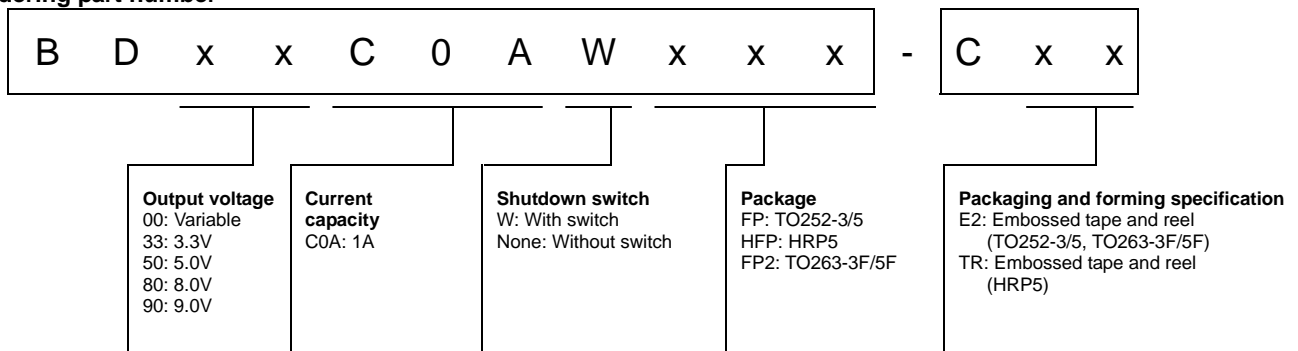 B D x x C 0 A W x x x - C x x
Output voltage
00: Variable
33: 3.3V
50: 5.0V
80: 8.0V
90: 9.0V
Current
capacity
C0A: 1A
Shutdown switch
W: With switch
None: Without switch
Package
FP: TO252-3/5
HFP: HRP5
FP2: TO263-3F/5F
Packaging and forming specification
E2: Embossed tape and reel
(TO252-3/5, TO263-3F/5F)
TR: Embossed tape and reel
(HRP5)